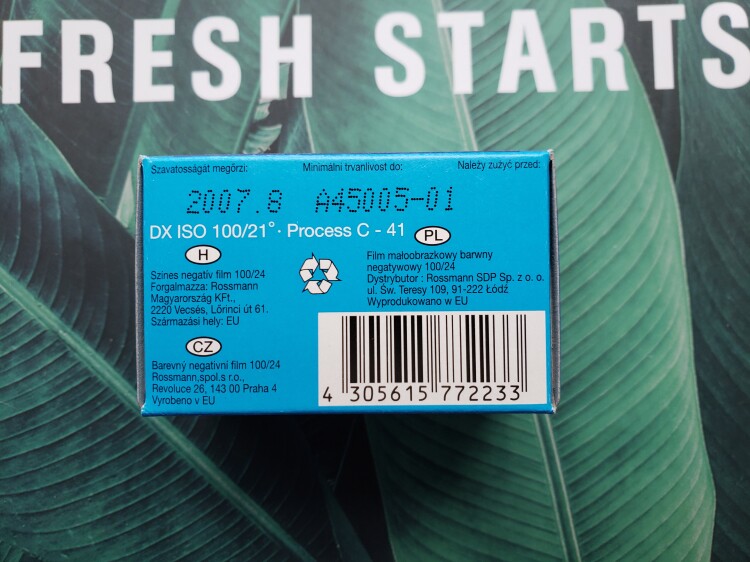 FRESH STARTS
Szavatosságát megőrzi: Minimální trvanlivost do: Należy zużyć przed:
2007.8 A45005-01
DX ISO 100/21° · Process C - 41
H
Szines negatív film 100/24
Forgalmazza: Rossmann
Magyarország KFt.,
2220 Vecsés, Lőrinci út 61.
Származási hely: EU
CZ
Barevný negativní film 100/24
Rossmann,spol.s r.o.,
Revoluce 26, 143 00 Praha 4
Vyrobeno v EU
PL
Film małoobrazkowy barwny
negatywowy 100/24
Dystrybutor : Rossmann SDP Sp. z o. o.
ul. Św. Teresy 109, 91-222 Łódź
Wyprodukowano w EU
4 305615 772233